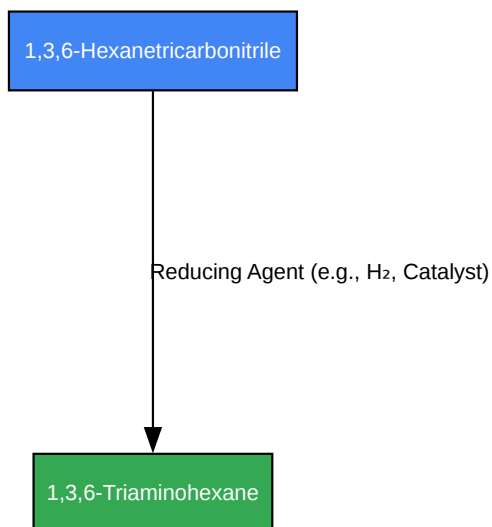 1,3,6-Hexanetricarbonitrile
Reducing Agent (e.g., H₂, Catalyst)
1,3,6-Triaminohexane